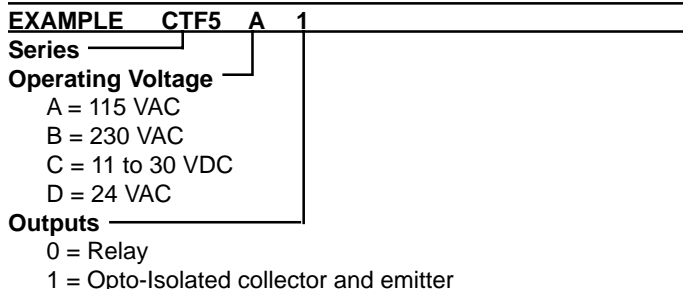 EXAMPLE CTF5 A 1
Series
Operating Voltage
A = 115 VAC
B = 230 VAC
C = 11 to 30 VDC
D = 24 VAC
Outputs
0 = Relay
1 = Opto-Isolated collector and emitter